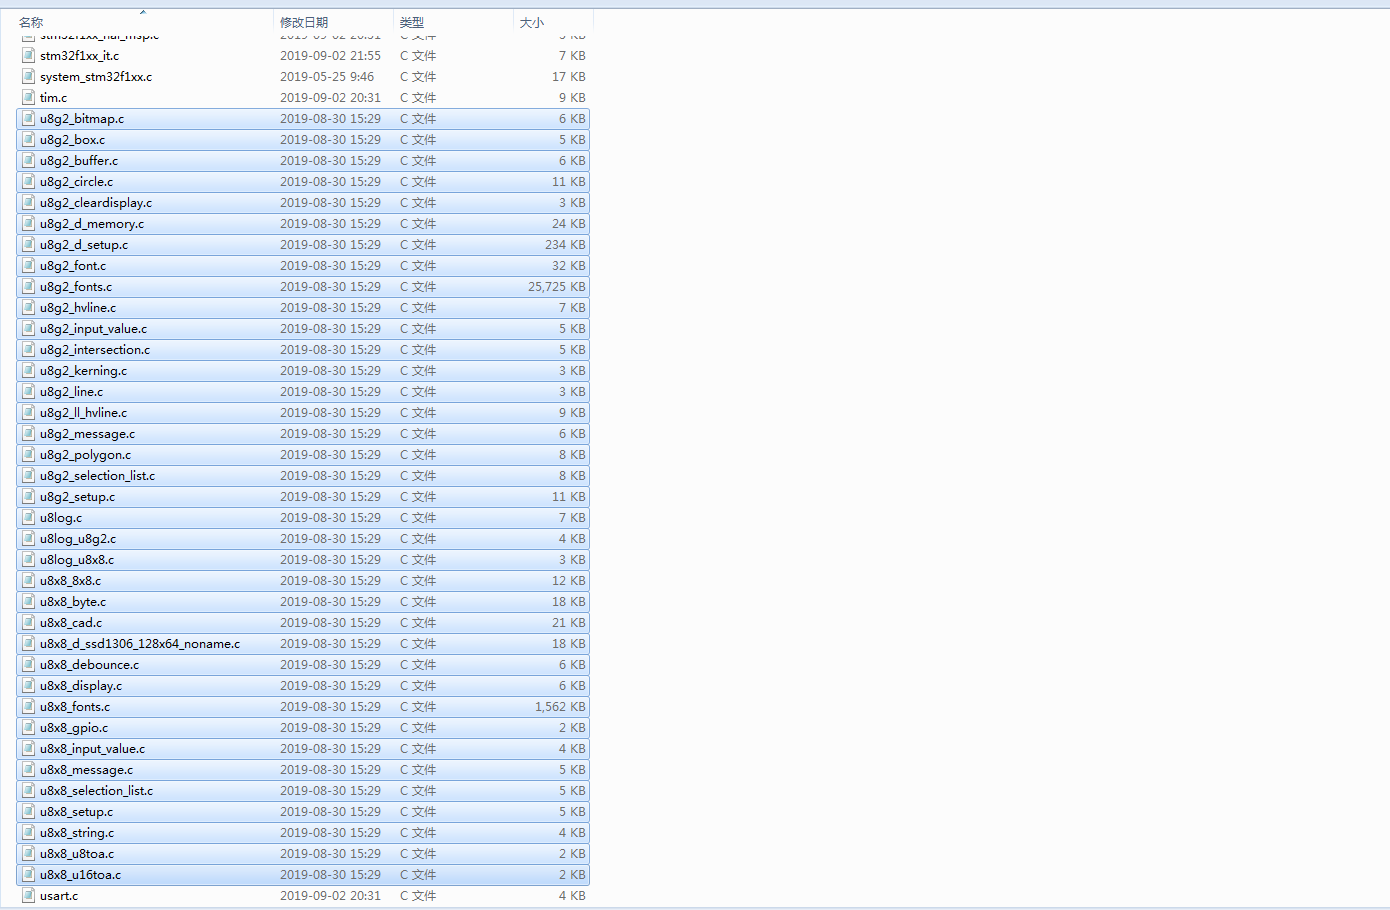 名称 修改日期 类型 大小
stm32f1xx_hal_msp.c 2019-09-02 20:31 C 文件 3 KB
stm32f1xx_it.c 2019-09-02 21:55 C 文件 7 KB
system_stm32f1xx.c 2019-05-25 9:46 C 文件 17 KB
tim.c 2019-09-02 20:31 C 文件 9 KB
u8g2_bitmap.c 2019-08-30 15:29 C 文件 6 KB
u8g2_box.c 2019-08-30 15:29 C 文件 5 KB
u8g2_buffer.c 2019-08-30 15:29 C 文件 6 KB
u8g2_circle.c 2019-08-30 15:29 C 文件 11 KB
u8g2_cleardisplay.c 2019-08-30 15:29 C 文件 3 KB
u8g2_d_memory.c 2019-08-30 15:29 C 文件 24 KB
u8g2_d_setup.c 2019-08-30 15:29 C 文件 234 KB
u8g2_font.c 2019-08-30 15:29 C 文件 32 KB
u8g2_fonts.c 2019-08-30 15:29 C 文件 25,725 KB
u8g2_hvline.c 2019-08-30 15:29 C 文件 7 KB
u8g2_input_value.c 2019-08-30 15:29 C 文件 5 KB
u8g2_intersection.c 2019-08-30 15:29 C 文件 5 KB
u8g2_kerning.c 2019-08-30 15:29 C 文件 3 KB
u8g2_line.c 2019-08-30 15:29 C 文件 3 KB
u8g2_ll_hvline.c 2019-08-30 15:29 C 文件 9 KB
u8g2_message.c 2019-08-30 15:29 C 文件 6 KB
u8g2_polygon.c 2019-08-30 15:29 C 文件 8 KB
u8g2_selection_list.c 2019-08-30 15:29 C 文件 8 KB
u8g2_setup.c 2019-08-30 15:29 C 文件 11 KB
u8log.c 2019-08-30 15:29 C 文件 7 KB
u8log_u8g2.c 2019-08-30 15:29 C 文件 4 KB
u8log_u8x8.c 2019-08-30 15:29 C 文件 3 KB
u8x8_8x8.c 2019-08-30 15:29 C 文件 12 KB
u8x8_byte.c 2019-08-30 15:29 C 文件 18 KB
u8x8_cad.c 2019-08-30 15:29 C 文件 21 KB
u8x8_d_ssd1306_128x64_noname.c 2019-08-30 15:29 C 文件 18 KB
u8x8_debounce.c 2019-08-30 15:29 C 文件 6 KB
u8x8_display.c 2019-08-30 15:29 C 文件 6 KB
u8x8_fonts.c 2019-08-30 15:29 C 文件 1,562 KB
u8x8_gpio.c 2019-08-30 15:29 C 文件 2 KB
u8x8_input_value.c 2019-08-30 15:29 C 文件 4 KB
u8x8_message.c 2019-08-30 15:29 C 文件 5 KB
u8x8_selection_list.c 2019-08-30 15:29 C 文件 5 KB
u8x8_setup.c 2019-08-30 15:29 C 文件 5 KB
u8x8_string.c 2019-08-30 15:29 C 文件 4 KB
u8x8_u8toa.c 2019-08-30 15:29 C 文件 2 KB
u8x8_u16toa.c 2019-08-30 15:29 C 文件 2 KB
usart.c 2019-09-02 20:31 C 文件 4 KB